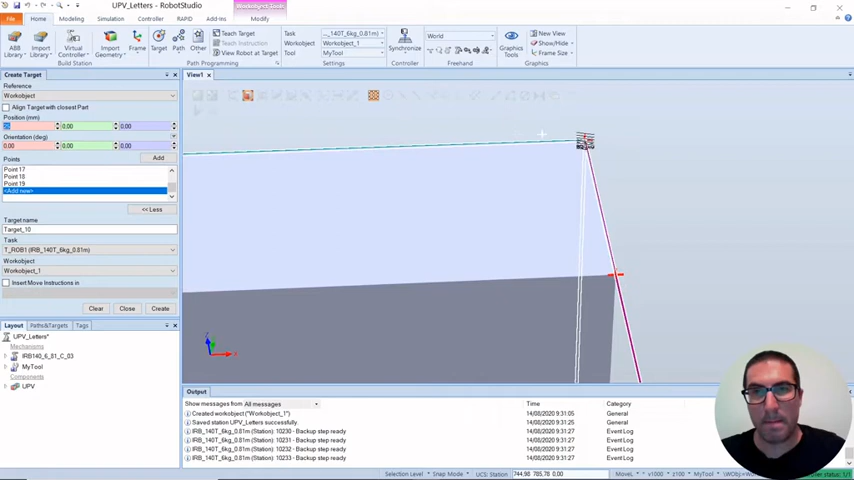 UPV_Letters - RobotStudio
Workobject Tools
File Home Modeling Simulation Controller RAPID Add-Ins Modify
ABB Library
Import Library
Virtual Controller
Import Geometry
Frame
Build Station
Target
Path
Other
Teach Target
Teach Instruction
View Robot at Target
Path Programming
Task
Workobject Workobject_1
Tool MyTool
Settings
Synchronize
Controller
World
Freehand
Graphics Tools
New View
Show/Hide
Frame Size
Graphics
Create Target
Reference
Workobject
Align Target with closest Part
Position (mm)
0.00 0.00
Orientation (deg)
0.00 0.00 0.00
Points
Add
Point 17
Point 18
Point 19
<Add new>
<< Less
Target name
Target_10
Task
T_ROB1 (IRB_140T_6kg_0.81m)
Workobject
Workobject_1
Insert Move Instructions in
Clear Close Create
Layout Paths&Targets Tags
UPV_Letters*
Mechanisms
IRB140_6_81_C_03
MyTool
Components
UPV
View1
Output
Show messages from All messages Time Category
Created workobject ("Workobject_1") 14/08/2020 9:31:05 General
Saved station UPV_Letters successfully. 14/08/2020 9:31:25 General
IRB_140T_6kg_0.81m (Station): 10230 - Backup step ready 14/08/2020 9:31:27 Event Log
IRB_140T_6kg_0.81m (Station): 10231 - Backup step ready 14/08/2020 9:31:27 Event Log
IRB_140T_6kg_0.81m (Station): 10232 - Backup step ready 14/08/2020 9:31:27 Event Log
IRB_140T_6kg_0.81m (Station): 10233 - Backup step ready 14/08/2020 9:31:27 Event Log
Selection Level Snap Mode UCS: Station 744,98 785,78 0,00 MoveL v1000 z100 MyTool